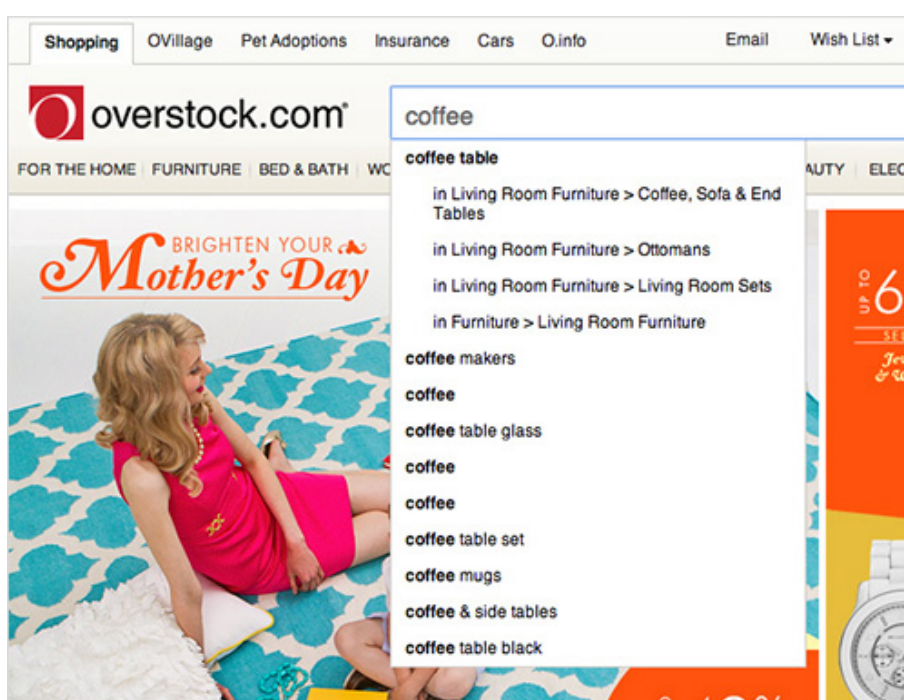 Shopping OVillage Pet Adoptions Insurance Cars O.info Email Wish List
overstock.com
coffee
FOR THE HOME FURNITURE BED & BATH
coffee table
in Living Room Furniture > Coffee, Sofa & End
Tables
in Living Room Furniture > Ottomans
in Living Room Furniture > Living Room Sets
in Furniture > Living Room Furniture
coffee makers
coffee
coffee table glass
coffee
coffee
coffee table set
coffee mugs
coffee & side tables
coffee table black
BRIGHTEN YOUR
Mother's Day
UP TO
6